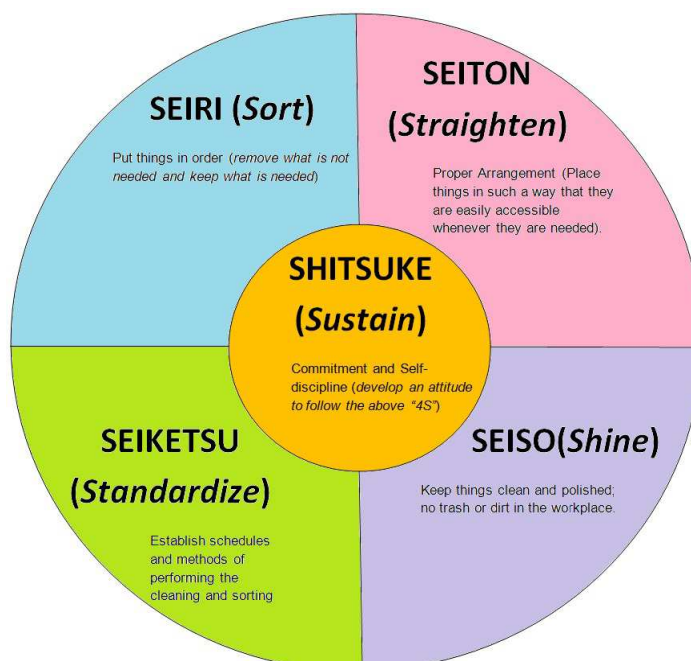 SEIRI (Sort)
Put things in order (remove what is not
needed and keep what is needed)
SEITON
(Straighten)
Proper Arrangement (Place
things in such a way that they
are easily accessible
whenever they are needed).
SHITSUKE
(Sustain)
Commitment and Self-
discipline (develop an attitude
to follow the above “4S”)
SEIKETSU
(Standardize)
Establish schedules
and methods of
performing the
cleaning and sorting
SEISO(Shine)
Keep things clean and polished;
no trash or dirt in the workplace.